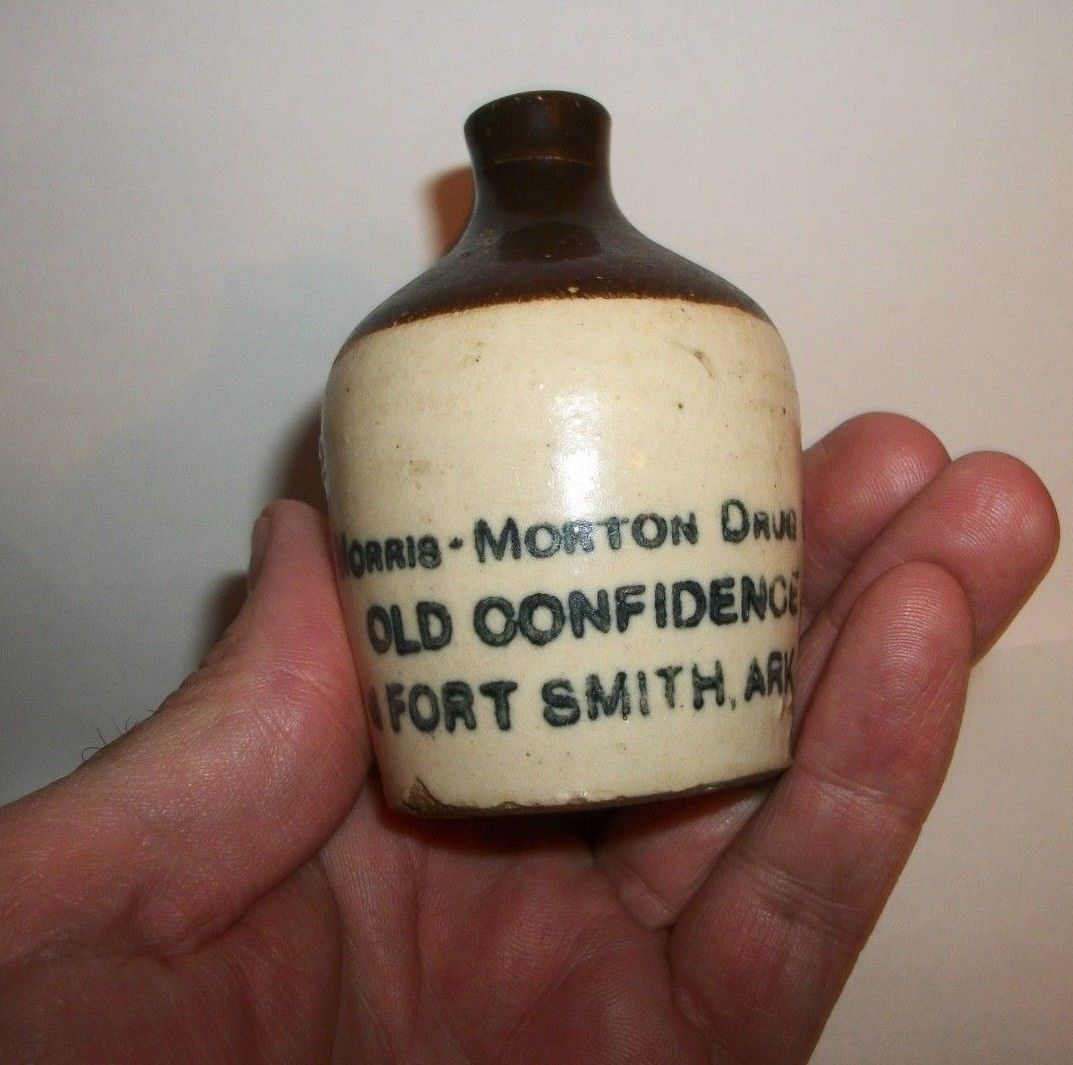 MORRIS-MORTON DRUG
OLD CONFIDENCE
FORT SMITH, ARK